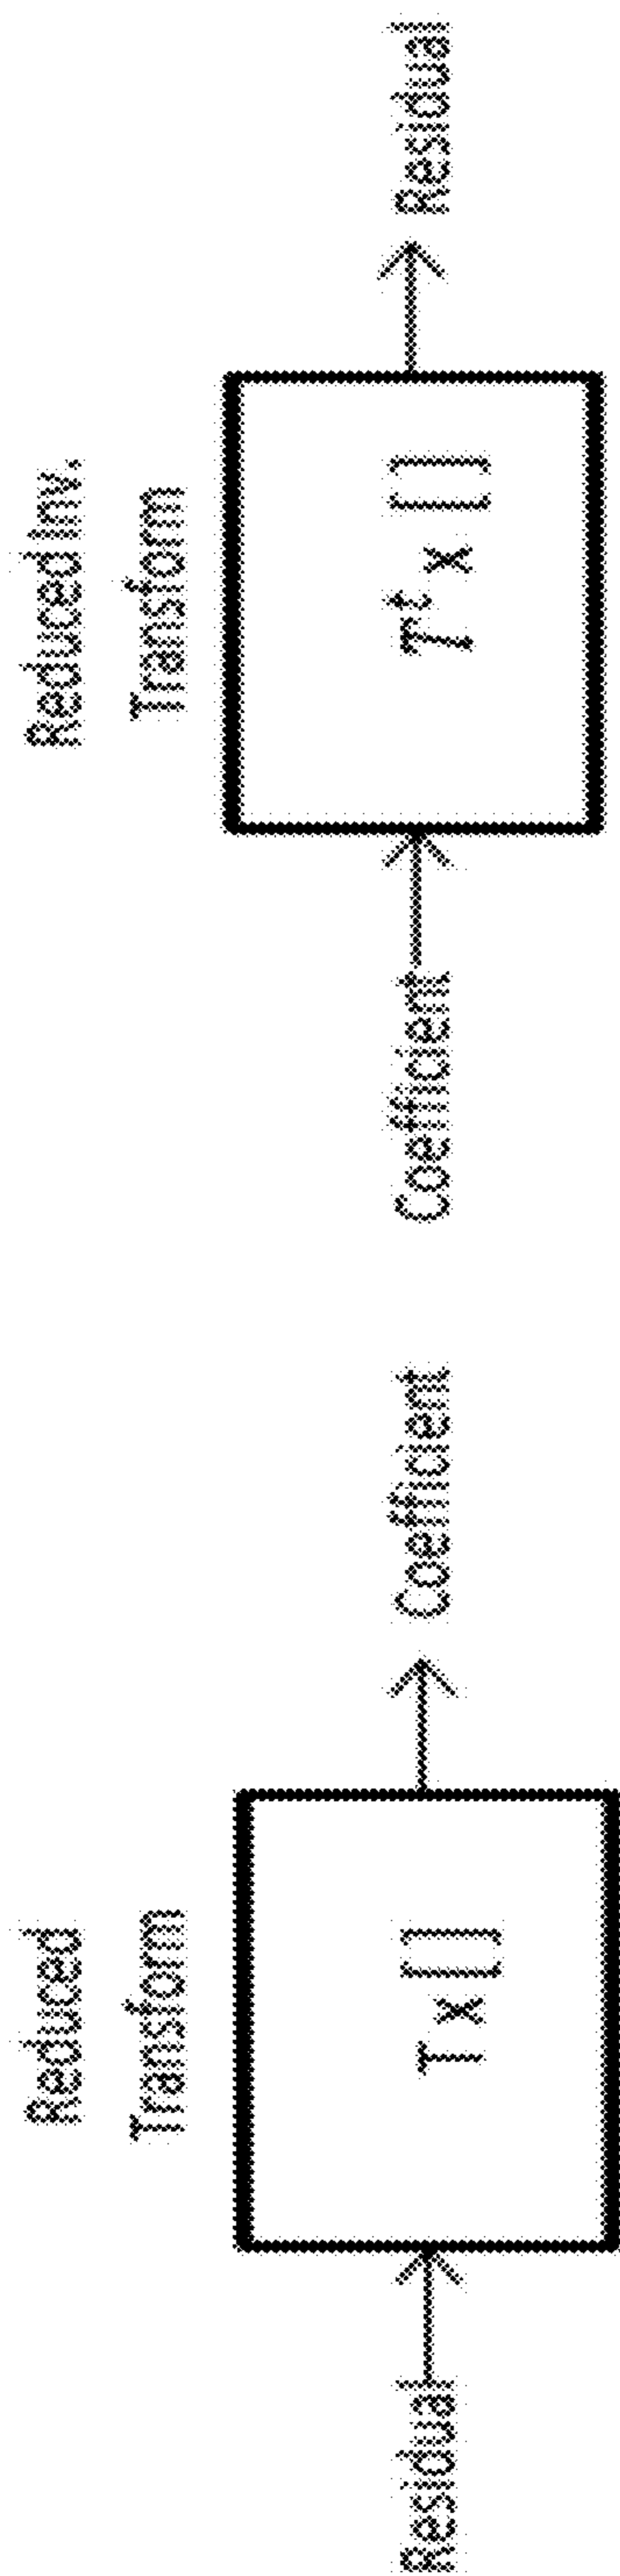 Reduced
Transform
Residual
T x []
Coefficient
Reduced Inv.
Transform
Coefficient
Tᵗ x []
Residual